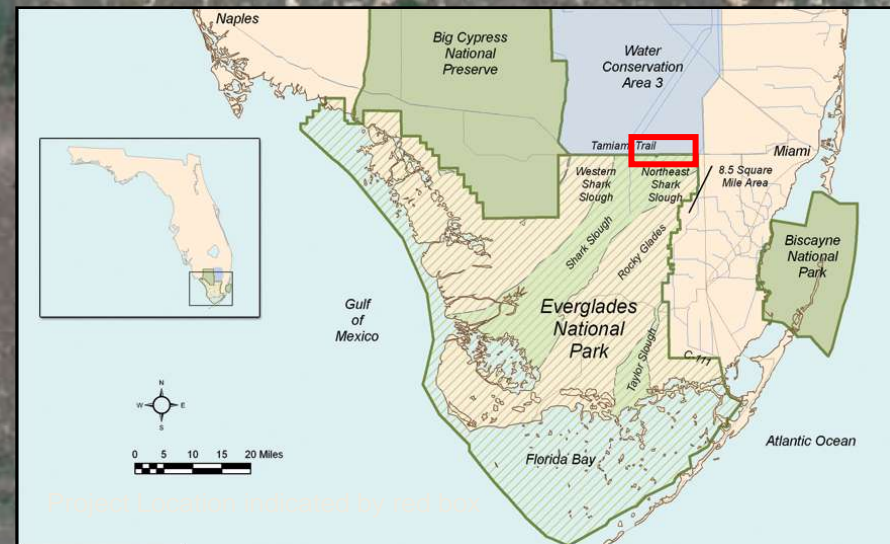 Naples
Big Cypress
National
Preserve
Water
Conservation
Area 3
Tamiami Trail
Miami
Western
Shark
Slough
Northeast
Shark
Slough
8.5 Square
Mile Area
Shark Slough
Rocky Glades
Biscayne
National
Park
Gulf
of
Mexico
Everglades
National
Park
Taylor Slough
C-111
N
W E
S
0 5 10 15 20 Miles
Florida Bay
Atlantic Ocean
Project Location indicated by red box